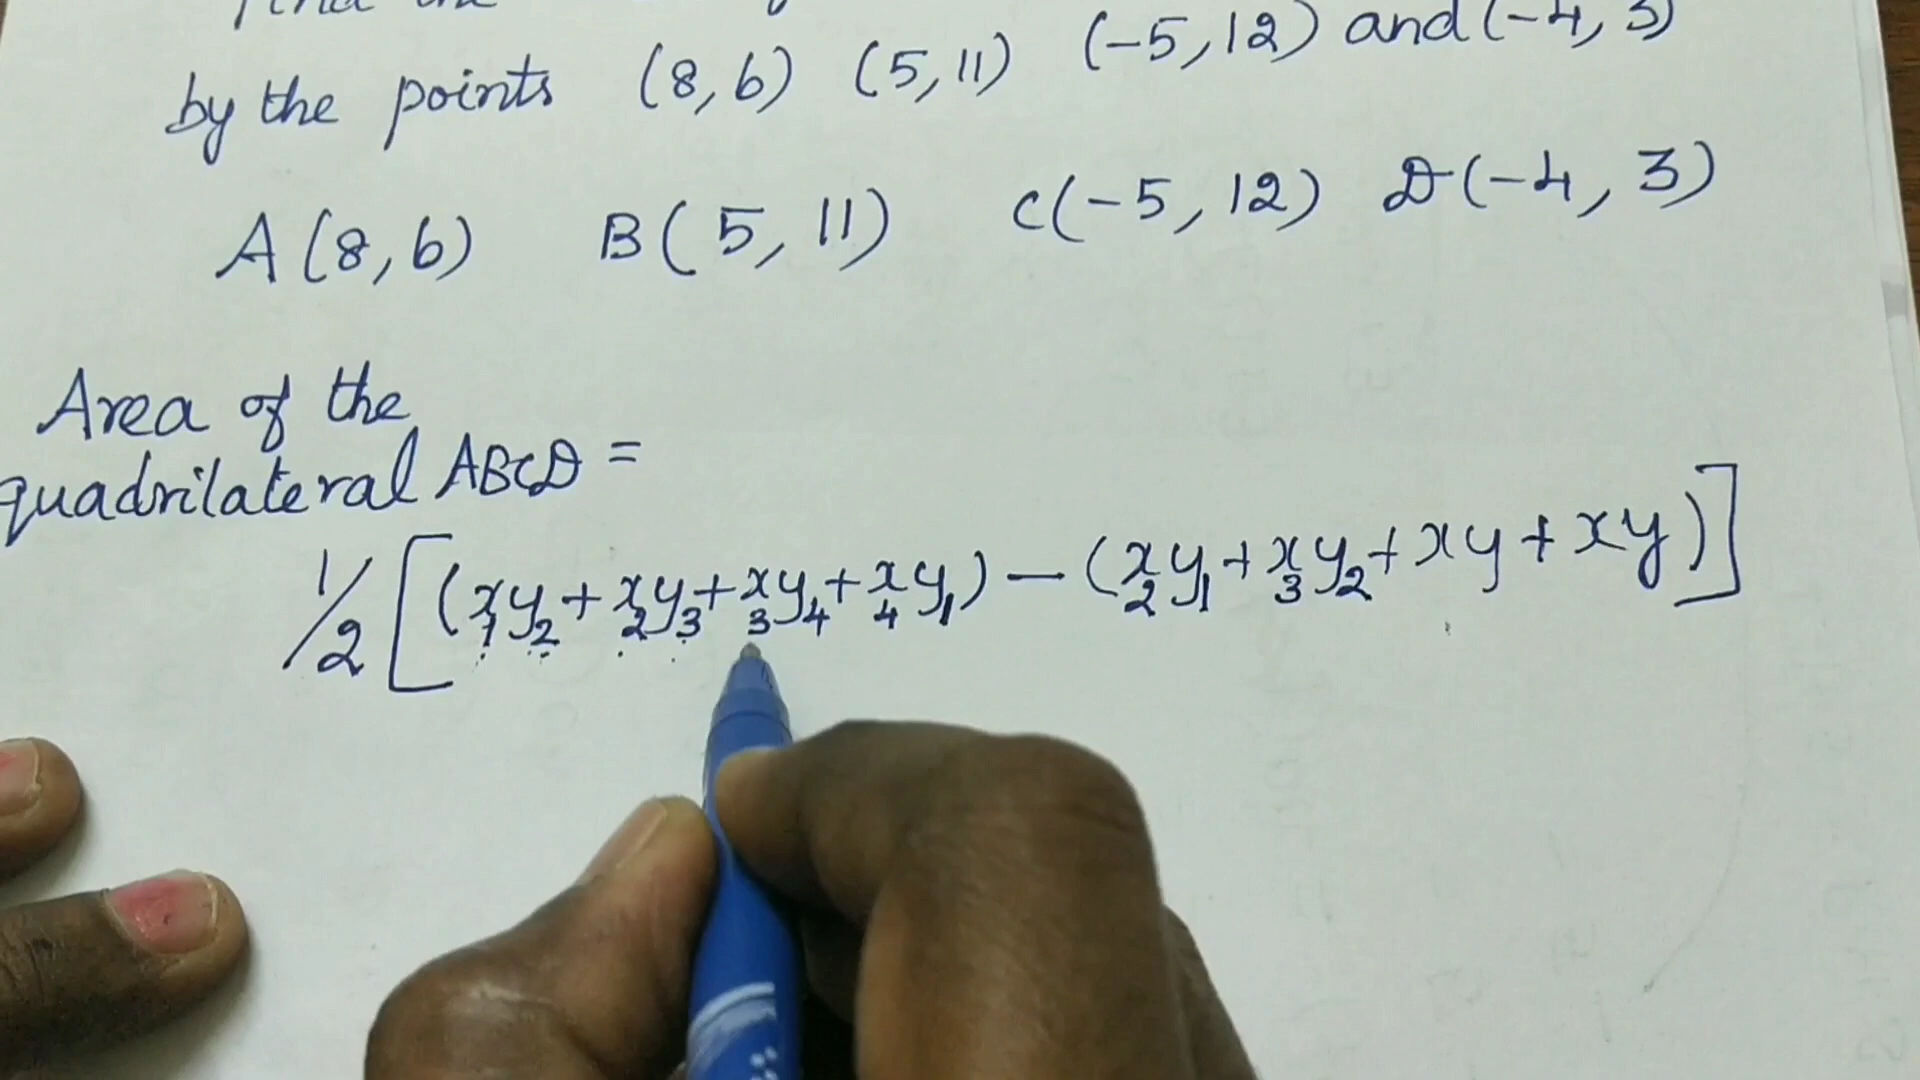 by the points (8, 6) (5, 11) (-5, 12) and (-4, 3)
A (8, 6) B ( 5, 11) C(-5, 12) D (-4, 3)
Area of the
quadrilateral ABCD =
1/2 [(x₁y₂ + x₂y₃ + x₃y₄ + x₄y₁) - (x₂y₁ + x₃y₂ + xy + xy)]